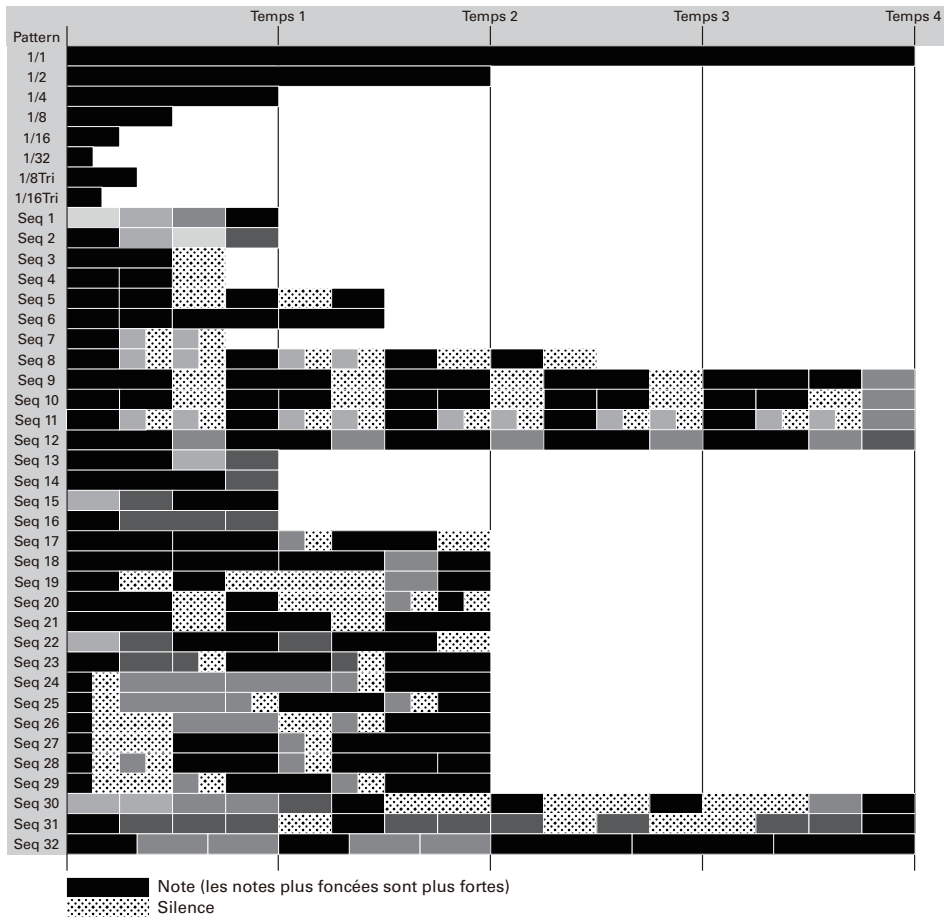 Temps 1 Temps 2 Temps 3 Temps 4
Pattern
1/1
1/2
1/4
1/8
1/16
1/32
1/8Tri
1/16Tri
Seq 1
Seq 2
Seq 3
Seq 4
Seq 5
Seq 6
Seq 7
Seq 8
Seq 9
Seq 10
Seq 11
Seq 12
Seq 13
Seq 14
Seq 15
Seq 16
Seq 17
Seq 18
Seq 19
Seq 20
Seq 21
Seq 22
Seq 23
Seq 24
Seq 25
Seq 26
Seq 27
Seq 28
Seq 29
Seq 30
Seq 31
Seq 32
Note (les notes plus foncées sont plus fortes)
Silence